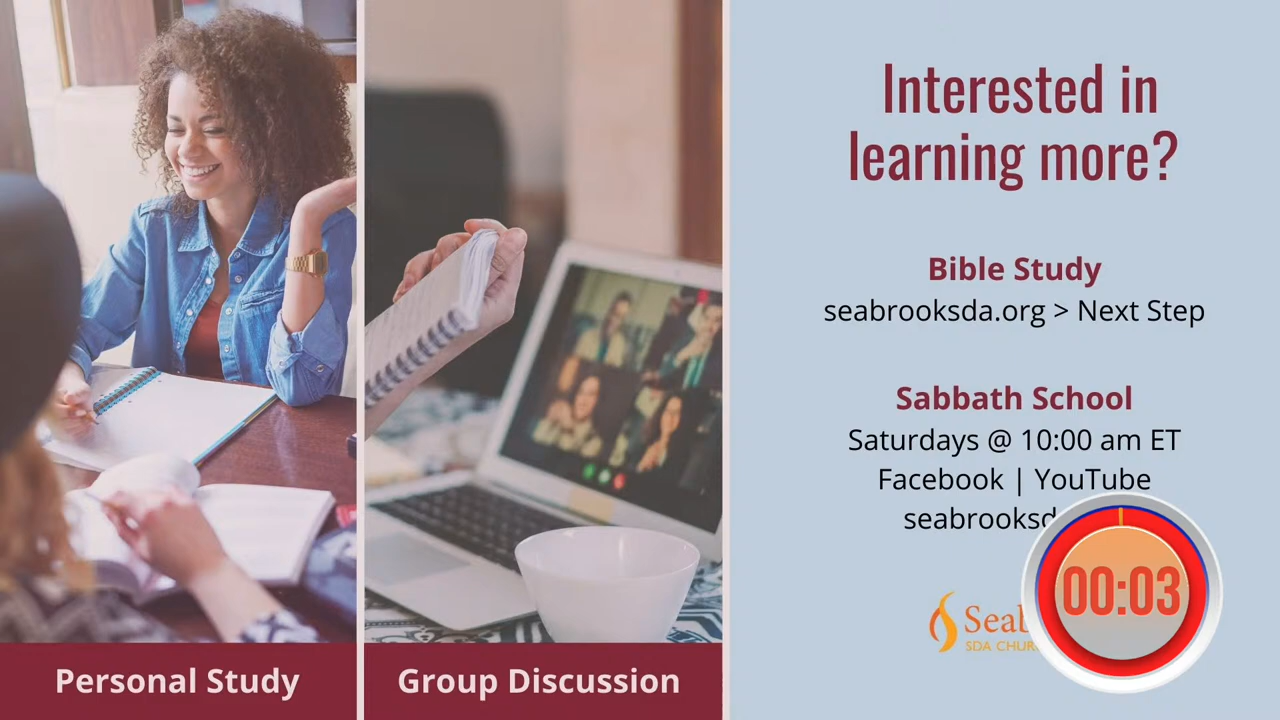 Interested in
learning more?
Bible Study
seabrooksda.org > Next Step
Sabbath School
Saturdays @ 10:00 am ET
Facebook | YouTube
00:03
SDA
Personal Study
Group Discussion